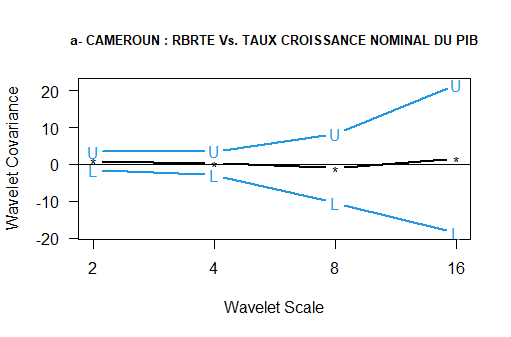 a- CAMEROUN : RBRTE Vs. TAUX CROISSANCE NOMINAL DU PIB
Wavelet Covariance
20
10
0
-10
-20
U U U U
* * * *
L L L L
2 4 8 16
Wavelet Scale